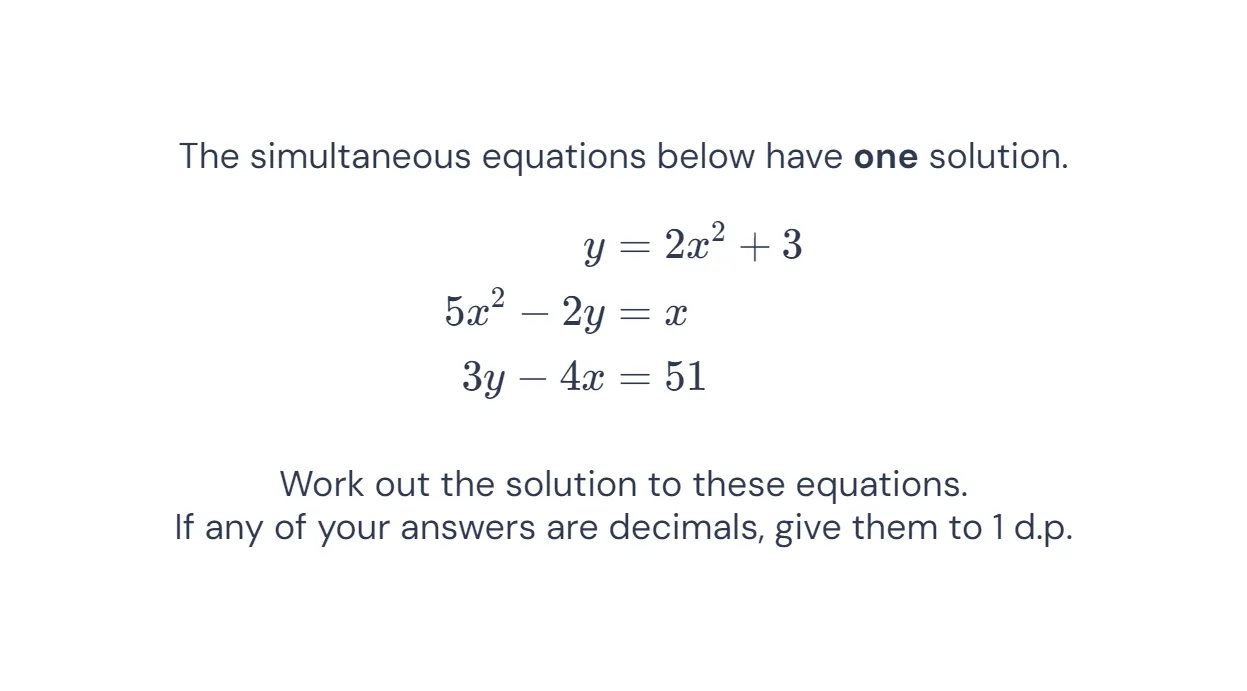 The simultaneous equations below have one solution.
y = 2x² + 3
5x² − 2y = x
3y − 4x = 51
Work out the solution to these equations.
If any of your answers are decimals, give them to 1 d.p.